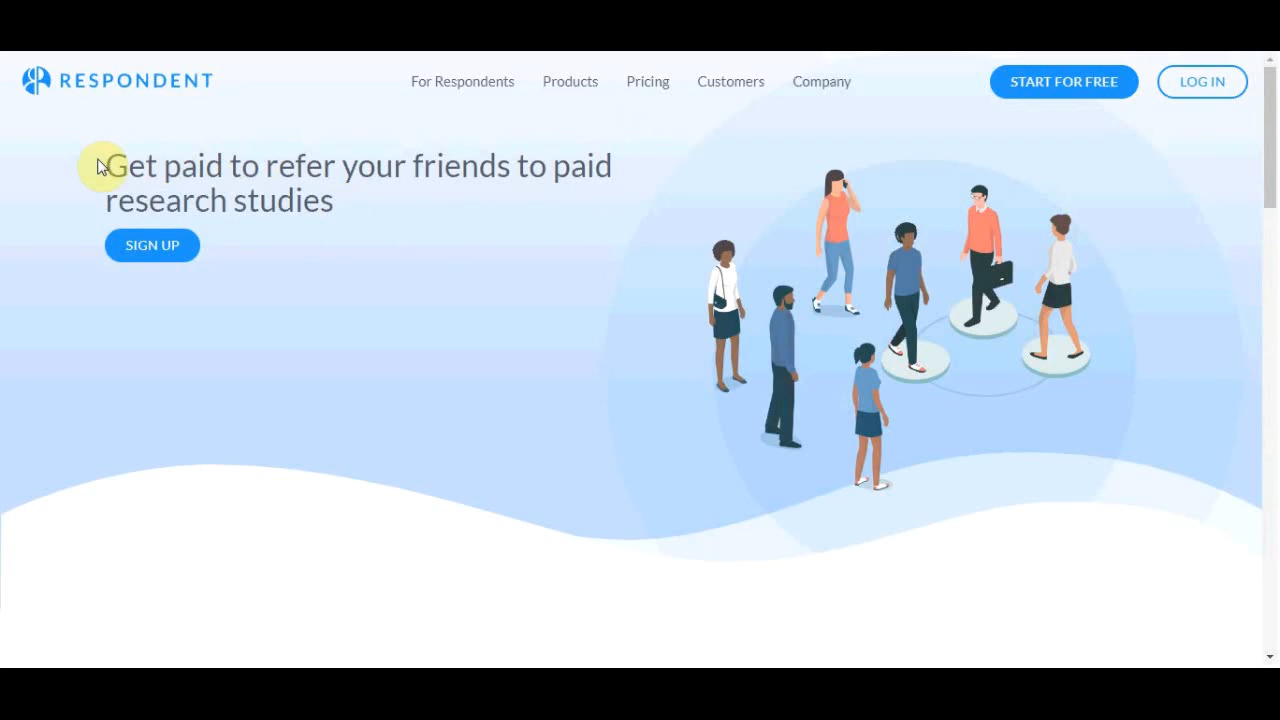 RESPONDENT
For Respondents
Products
Pricing
Customers
Company
START FOR FREE
LOG IN
Get paid to refer your friends to paid
research studies
SIGN UP